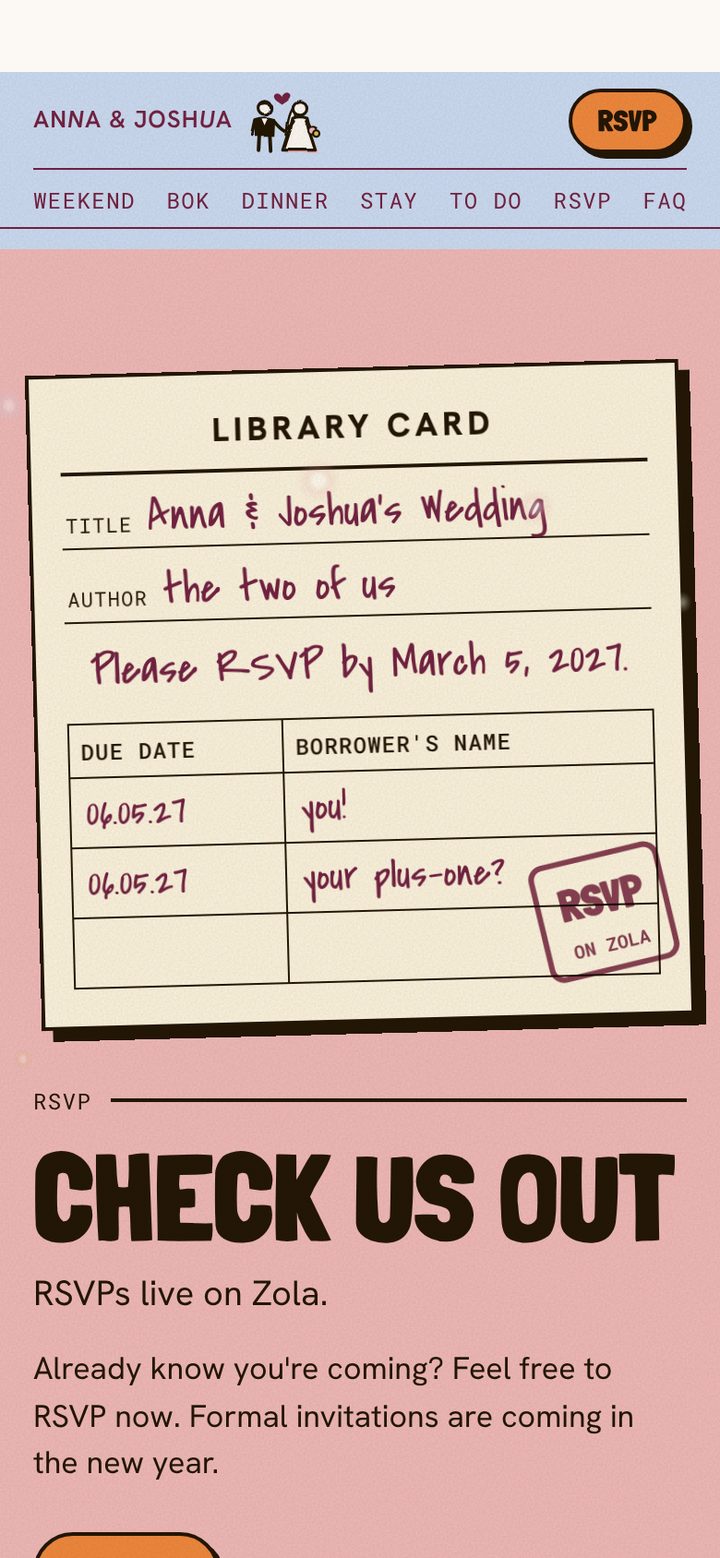 ANNA & JOSHUA
RSVP
WEEKEND BOK DINNER STAY TO DO RSVP FAQ
LIBRARY CARD
TITLE Anna & Joshua's Wedding
AUTHOR the two of us
Please RSVP by March 5, 2027.
DUE DATE BORROWER'S NAME
06.05.27 you!
06.05.27 your plus-one?
RSVP
ON ZOLA
RSVP
CHECK US OUT
RSVPs live on Zola.
Already know you're coming? Feel free to
RSVP now. Formal invitations are coming in
the new year.